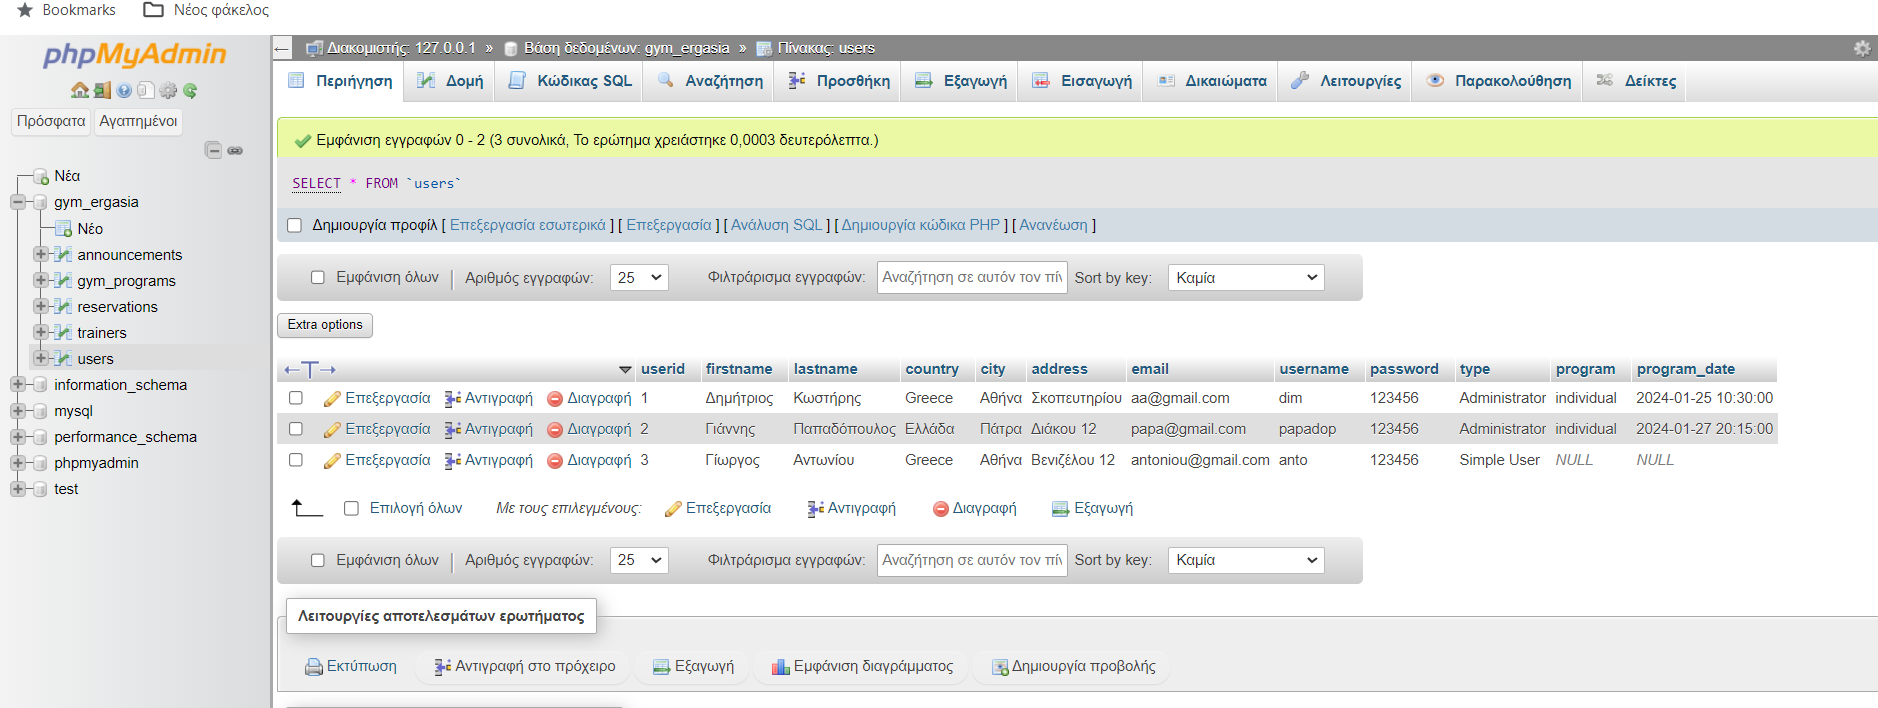 Bookmarks Νέος φάκελος
phpMyAdmin
Πρόσφατα Αγαπημένοι
Νέα
gym_ergasia
Νέο
announcements
gym_programs
reservations
trainers
users
information_schema
mysql
performance_schema
phpmyadmin
test
Διακομιστής: 127.0.0.1 » Βάση δεδομένων: gym_ergasia » Πίνακας: users
Περιήγηση Δομή Κώδικας SQL Αναζήτηση Προσθήκη Εξαγωγή Εισαγωγή Δικαιώματα Λειτουργίες Παρακολούθηση Δείκτες
Εμφάνιση εγγραφών 0 - 2 (3 συνολικά, Το ερώτημα χρειάστηκε 0,0003 δευτερόλεπτα.)
SELECT * FROM `users`
Δημιουργία προφίλ [ Επεξεργασία εσωτερικά ] [ Επεξεργασία ] [ Ανάλυση SQL ] [ Δημιουργία κώδικα PHP ] [ Ανανέωση ]
Εμφάνιση όλων | Αριθμός εγγραφών: 25 Φιλτράρισμα εγγραφών: Αναζήτηση σε αυτόν τον πίν Sort by key: Καμία
Extra options
←T→ userid firstname lastname country city address email username password type program program_date
Επεξεργασία Αντιγραφή Διαγραφή 1 Δημήτριος Κωστήρης Greece Αθήνα Σκοπευτηρίου aa@gmail.com dim 123456 Administrator individual 2024-01-25 10:30:00
Επεξεργασία Αντιγραφή Διαγραφή 2 Γιάννης Παπαδόπουλος Ελλάδα Πάτρα Διάκου 12 papa@gmail.com papadop 123456 Administrator individual 2024-01-27 20:15:00
Επεξεργασία Αντιγραφή Διαγραφή 3 Γίωργος Αντωνίου Greece Αθήνα Βενιζέλου 12 antoniou@gmail.com anto 123456 Simple User NULL NULL
Επιλογή όλων Με τους επιλεγμένους: Επεξεργασία Αντιγραφή Διαγραφή Εξαγωγή
Εμφάνιση όλων | Αριθμός εγγραφών: 25 Φιλτράρισμα εγγραφών: Αναζήτηση σε αυτόν τον πίν Sort by key: Καμία
Λειτουργίες αποτελεσμάτων ερωτήματος
Εκτύπωση Αντιγραφή στο πρόχειρο Εξαγωγή Εμφάνιση διαγράμματος Δημιουργία προβολής